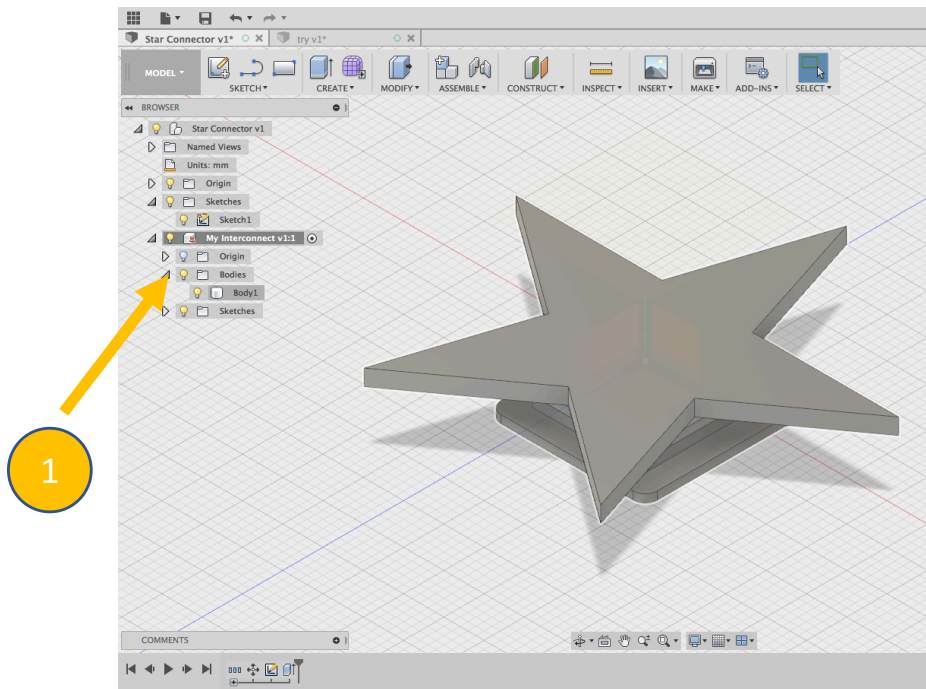 Star Connector v1*
try v1*
MODEL
SKETCH
CREATE
MODIFY
ASSEMBLE
CONSTRUCT
INSPECT
INSERT
MAKE
ADD-INS
SELECT
BROWSER
Star Connector v1
Named Views
Units: mm
Origin
Sketches
Sketch1
My Interconnect v1:1
Origin
Bodies
Body1
Sketches
1
COMMENTS